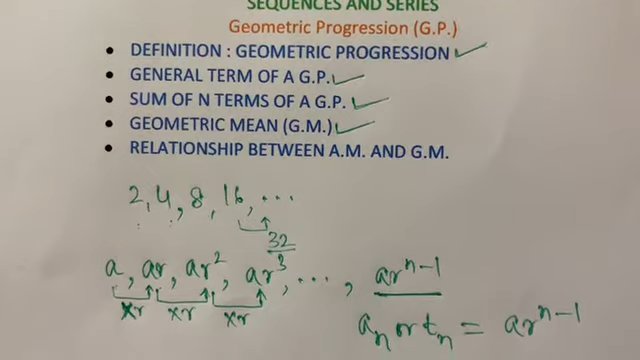 SEQUENCES AND SERIES
Geometric Progression (G.P.)
• DEFINITION : GEOMETRIC PROGRESSION ✓
• GENERAL TERM OF A G.P. ✓
• SUM OF N TERMS OF A G.P. ✓
• GEOMETRIC MEAN (G.M.) ✓
• RELATIONSHIP BETWEEN A.M. AND G.M.
2, 4, 8, 16, ...
32
a, ar, ar², ar³, ..., arⁿ⁻¹
×r ×r ×r
aₙ or tₙ = arⁿ⁻¹